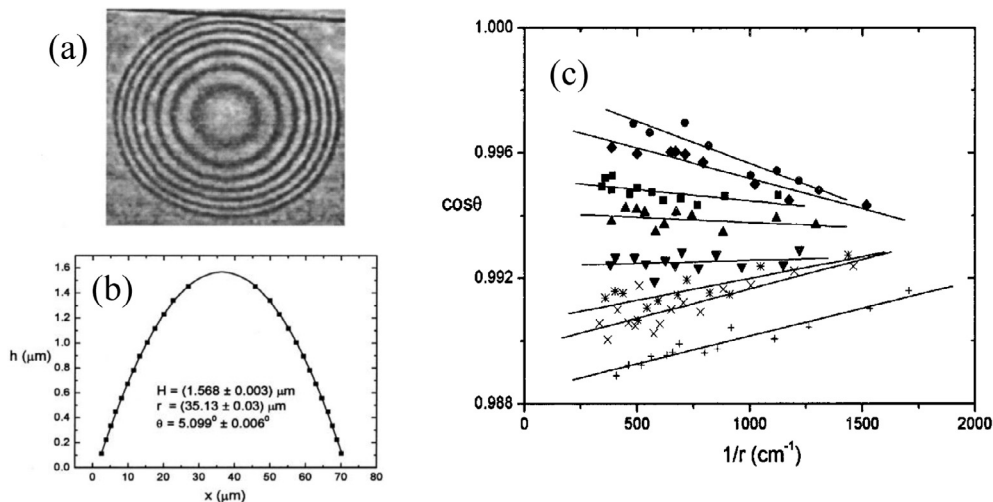 (a)
(b)
1.6
1.4
1.2
1.0
0.8
0.6
0.4
0.2
0.0
h (μm)
H = (1.568 ± 0.003) μm
r = (35.13 ± 0.03) μm
θ = 5.099° ± 0.006°
0 10 20 30 40 50 60 70 80
x (μm)
(c)
1.000
0.996
0.992
0.988
cosθ
0 500 1000 1500 2000
1/r (cm⁻¹)